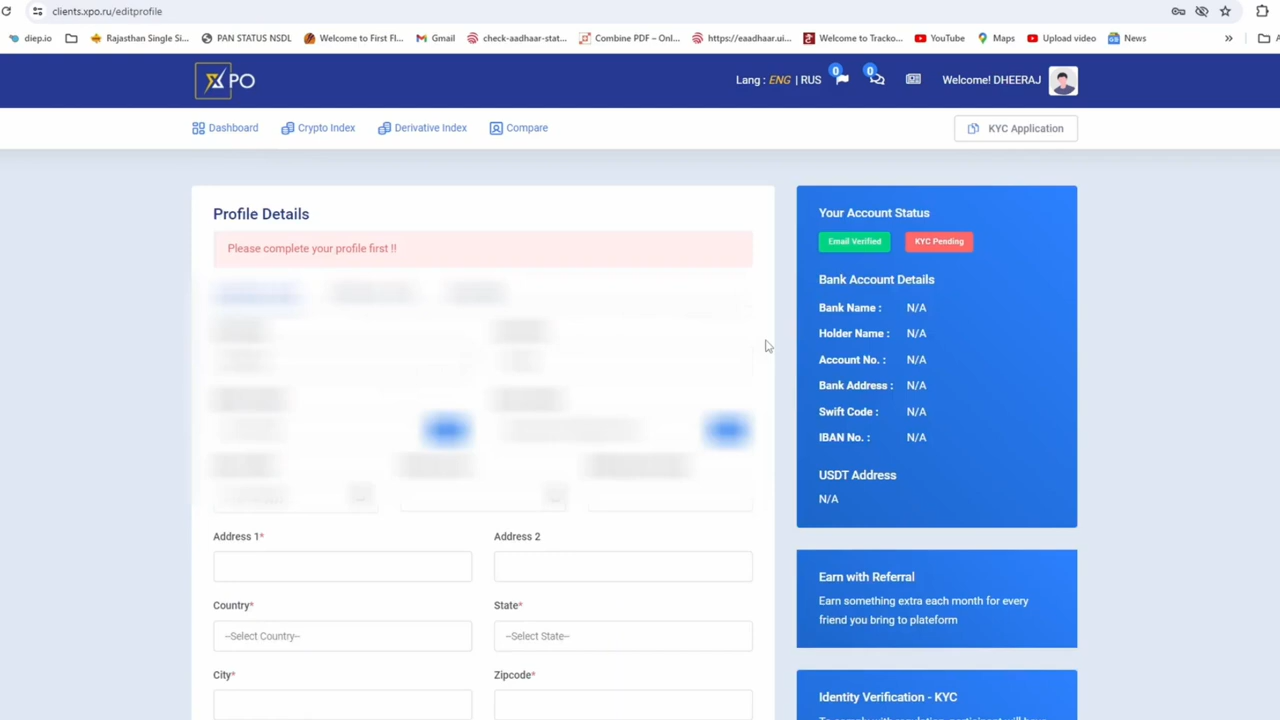 clients.xpo.ru/editprofile
diep.io
Rajasthan Single Si...
PAN STATUS NSDL
Welcome to First Fl...
Gmail
check-aadhaar-stat...
Combine PDF – Onl...
https://eaadhaar.ui...
Welcome to Tracko...
YouTube
Maps
Upload video
News
»
A
XPO
Lang : ENG | RUS
0
0
Welcome! DHEERAJ
Dashboard
Crypto Index
Derivative Index
Compare
KYC Application
Profile Details
Please complete your profile first !!
Address 1*
Address 2
Country*
State*
--Select Country--
--Select State--
City*
Zipcode*
Your Account Status
Email Verified
KYC Pending
Bank Account Details
Bank Name : N/A
Holder Name : N/A
Account No. : N/A
Bank Address : N/A
Swift Code : N/A
IBAN No. : N/A
USDT Address
N/A
Earn with Referral
Earn something extra each month for every
friend you bring to plateform
Identity Verification - KYC